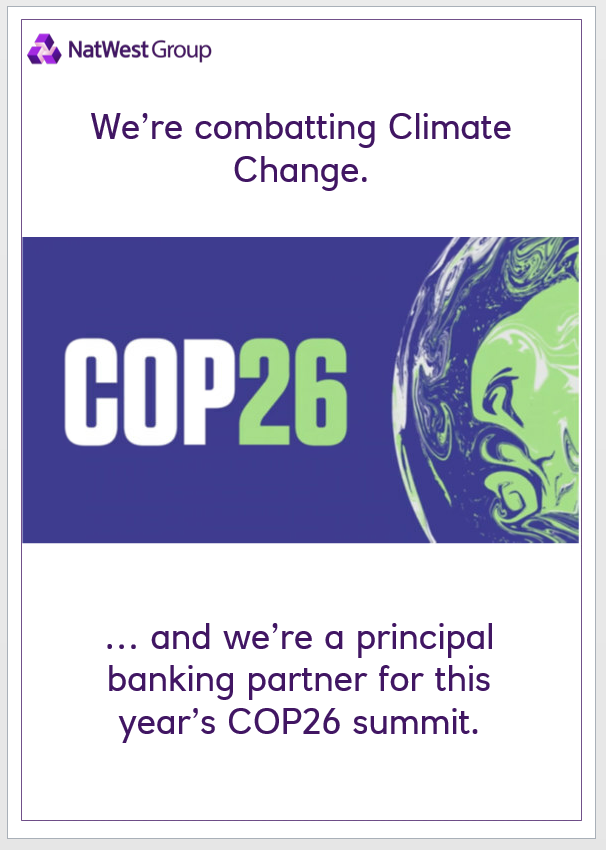 NatWest Group
We’re combatting Climate
Change.
COP26
... and we’re a principal
banking partner for this
year’s COP26 summit.